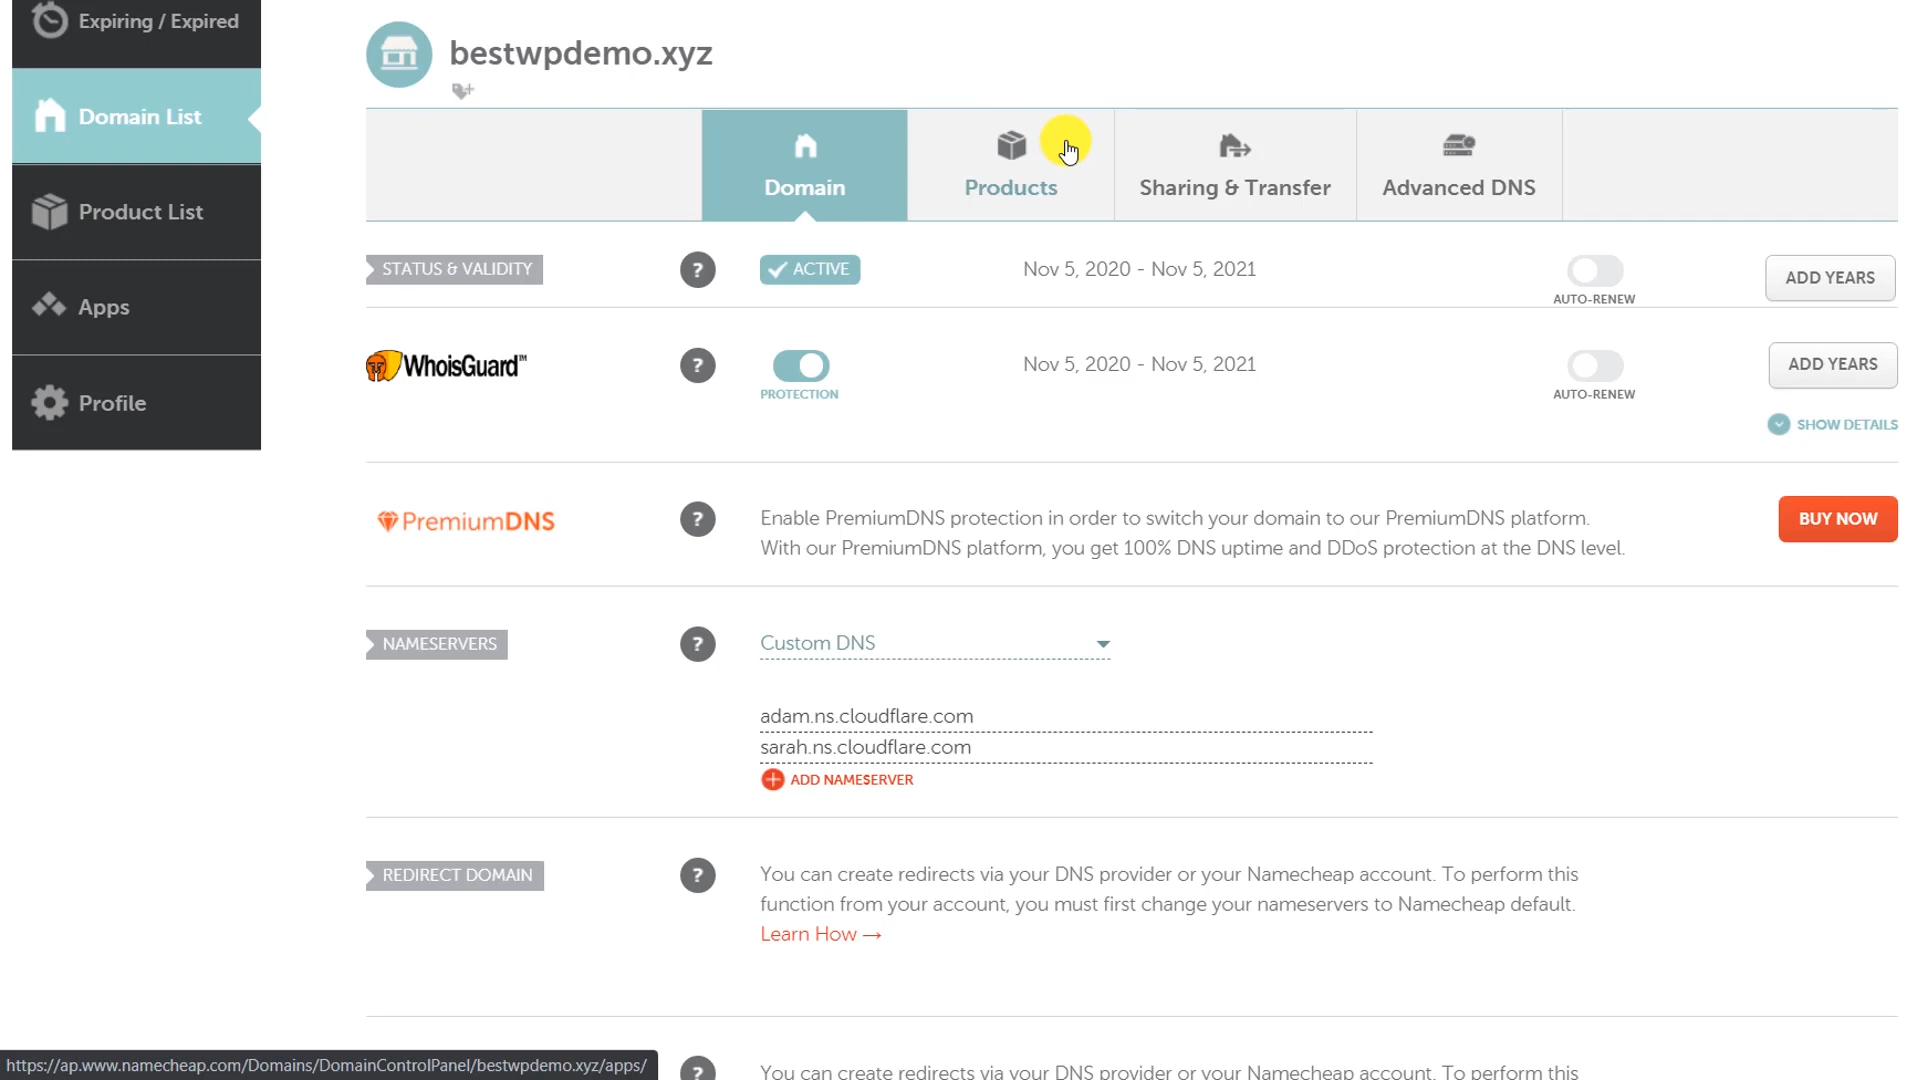 Expiring / Expired
Domain List
Product List
Apps
Profile
bestwpdemo.xyz
Domain
Products
Sharing & Transfer
Advanced DNS
STATUS & VALIDITY
?
ACTIVE
Nov 5, 2020 - Nov 5, 2021
AUTO-RENEW
ADD YEARS
WhoisGuard™
?
PROTECTION
Nov 5, 2020 - Nov 5, 2021
AUTO-RENEW
ADD YEARS
SHOW DETAILS
PremiumDNS
?
Enable PremiumDNS protection in order to switch your domain to our PremiumDNS platform.
With our PremiumDNS platform, you get 100% DNS uptime and DDoS protection at the DNS level.
BUY NOW
NAMESERVERS
?
Custom DNS
adam.ns.cloudflare.com
sarah.ns.cloudflare.com
ADD NAMESERVER
REDIRECT DOMAIN
?
You can create redirects via your DNS provider or your Namecheap account. To perform this
function from your account, you must first change your nameservers to Namecheap default.
Learn How →
?
You can create redirects via your DNS provider or your Namecheap account. To perform this
https://ap.www.namecheap.com/Domains/DomainControlPanel/bestwpdemo.xyz/apps/